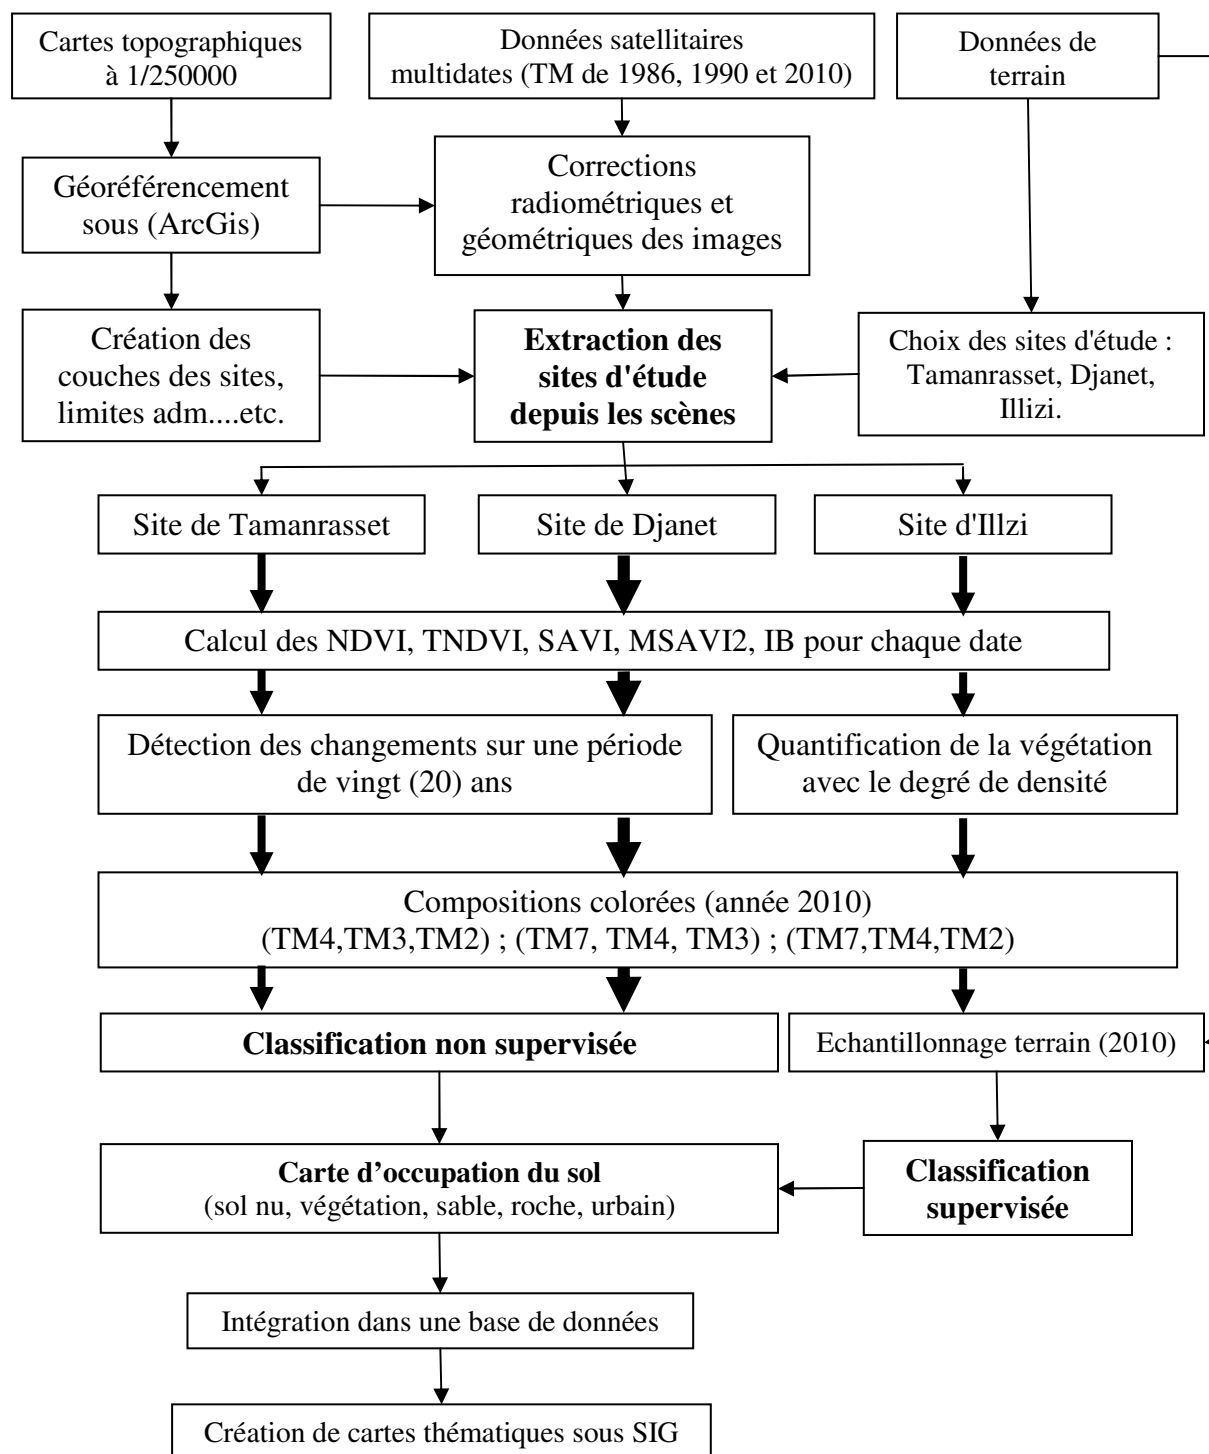 Cartes topographiques
à 1/250000
Données satellitaires
multidates (TM de 1986, 1990 et 2010)
Données de
terrain
Géoréférencement
sous (ArcGis)
Corrections
radiométriques et
géométriques des images
Création des
couches des sites,
limites adm....etc.
Extraction des
sites d'étude
depuis les scènes
Choix des sites d'étude :
Tamanrasset, Djanet,
Illizi.
Site de Tamanrasset
Site de Djanet
Site d'Illzi
Calcul des NDVI, TNDVI, SAVI, MSAVI2, IB pour chaque date
Détection des changements sur une période
de vingt (20) ans
Quantification de la végétation
avec le degré de densité
Compositions colorées (année 2010)
(TM4,TM3,TM2) ; (TM7, TM4, TM3) ; (TM7,TM4,TM2)
Classification non supervisée
Echantillonnage terrain (2010)
Carte d’occupation du sol
(sol nu, végétation, sable, roche, urbain)
Classification
supervisée
Intégration dans une base de données
Création de cartes thématiques sous SIG